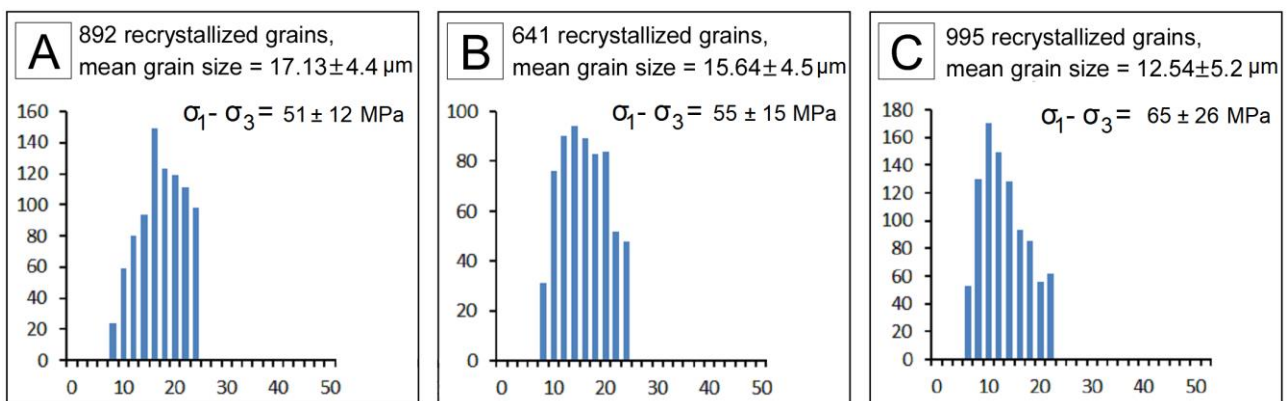 A
892 recrystallized grains,
mean grain size = 17.13±4.4 μm
σ₁- σ₃= 51 ± 12 MPa
160
140
120
100
80
60
40
20
0
0 10 20 30 40 50
B
641 recrystallized grains,
mean grain size = 15.64±4.5 μm
σ₁- σ₃= 55 ± 15 MPa
100
80
60
40
20
0
0 10 20 30 40 50
C
995 recrystallized grains,
mean grain size = 12.54±5.2 μm
σ₁- σ₃= 65 ± 26 MPa
180
160
140
120
100
80
60
40
20
0
0 10 20 30 40 50